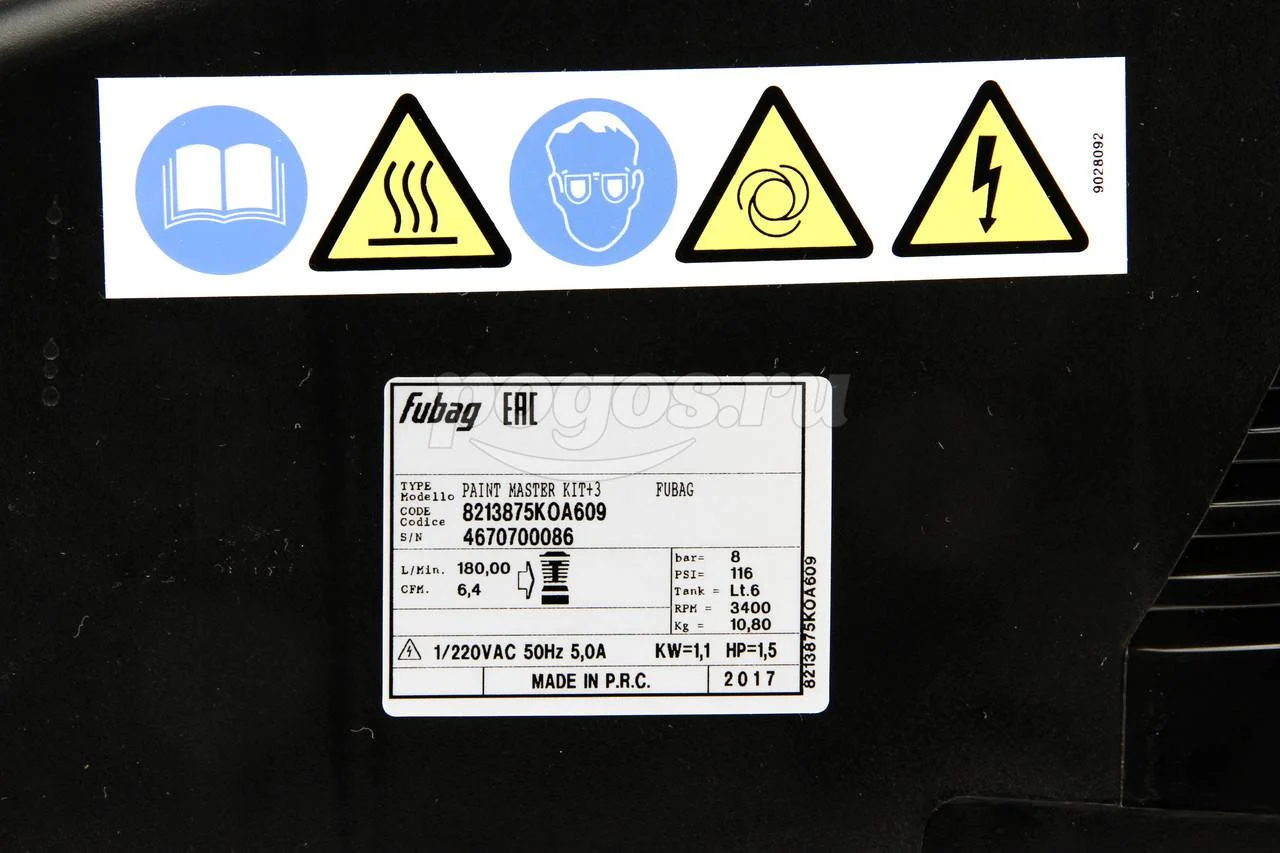 9028092
pogos.ru
Fubag EAC
TYPE
Modello PAINT MASTER KIT+3 FUBAG
CODE
Codice 8213875KOA609
S/N 4670700086
L/Min. 180,00
CFM. 6,4
bar= 8
PSI= 116
Tank = Lt.6
RPM = 3400
Kg = 10,80
1/220VAC 50Hz 5,0A KW=1,1 HP=1,5
MADE IN P.R.C. 2017
8213875KOA609